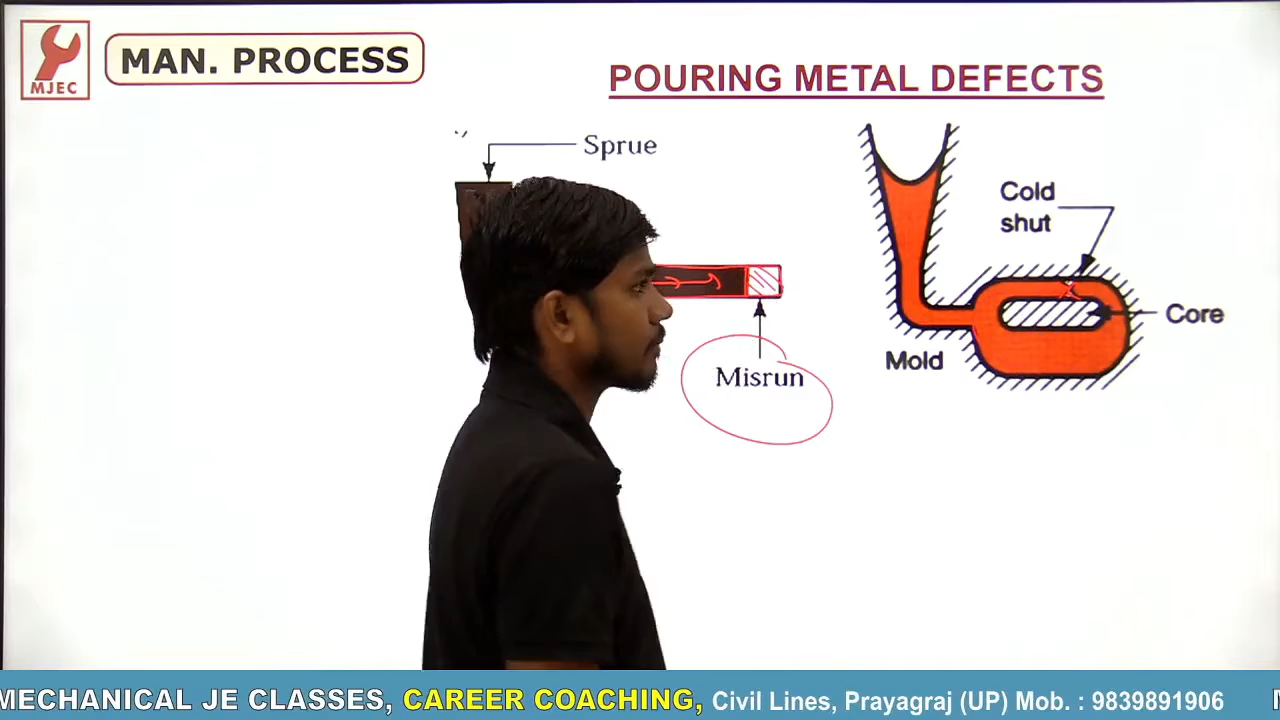 MJEC
MAN. PROCESS
POURING METAL DEFECTS
Sprue
Misrun
Cold
shut
Core
Mold
MECHANICAL JE CLASSES, CAREER COACHING, Civil Lines, Prayagraj (UP) Mob. : 9839891906